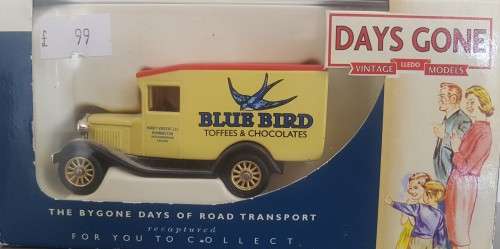 £ 99
DAYS GONE
VINTAGE LLEDO MODELS
BLUE BIRD
TOFFEES & CHOCOLATES
THE BYGONE DAYS OF ROAD TRANSPORT
recaptured
FOR YOU TO COLLECT